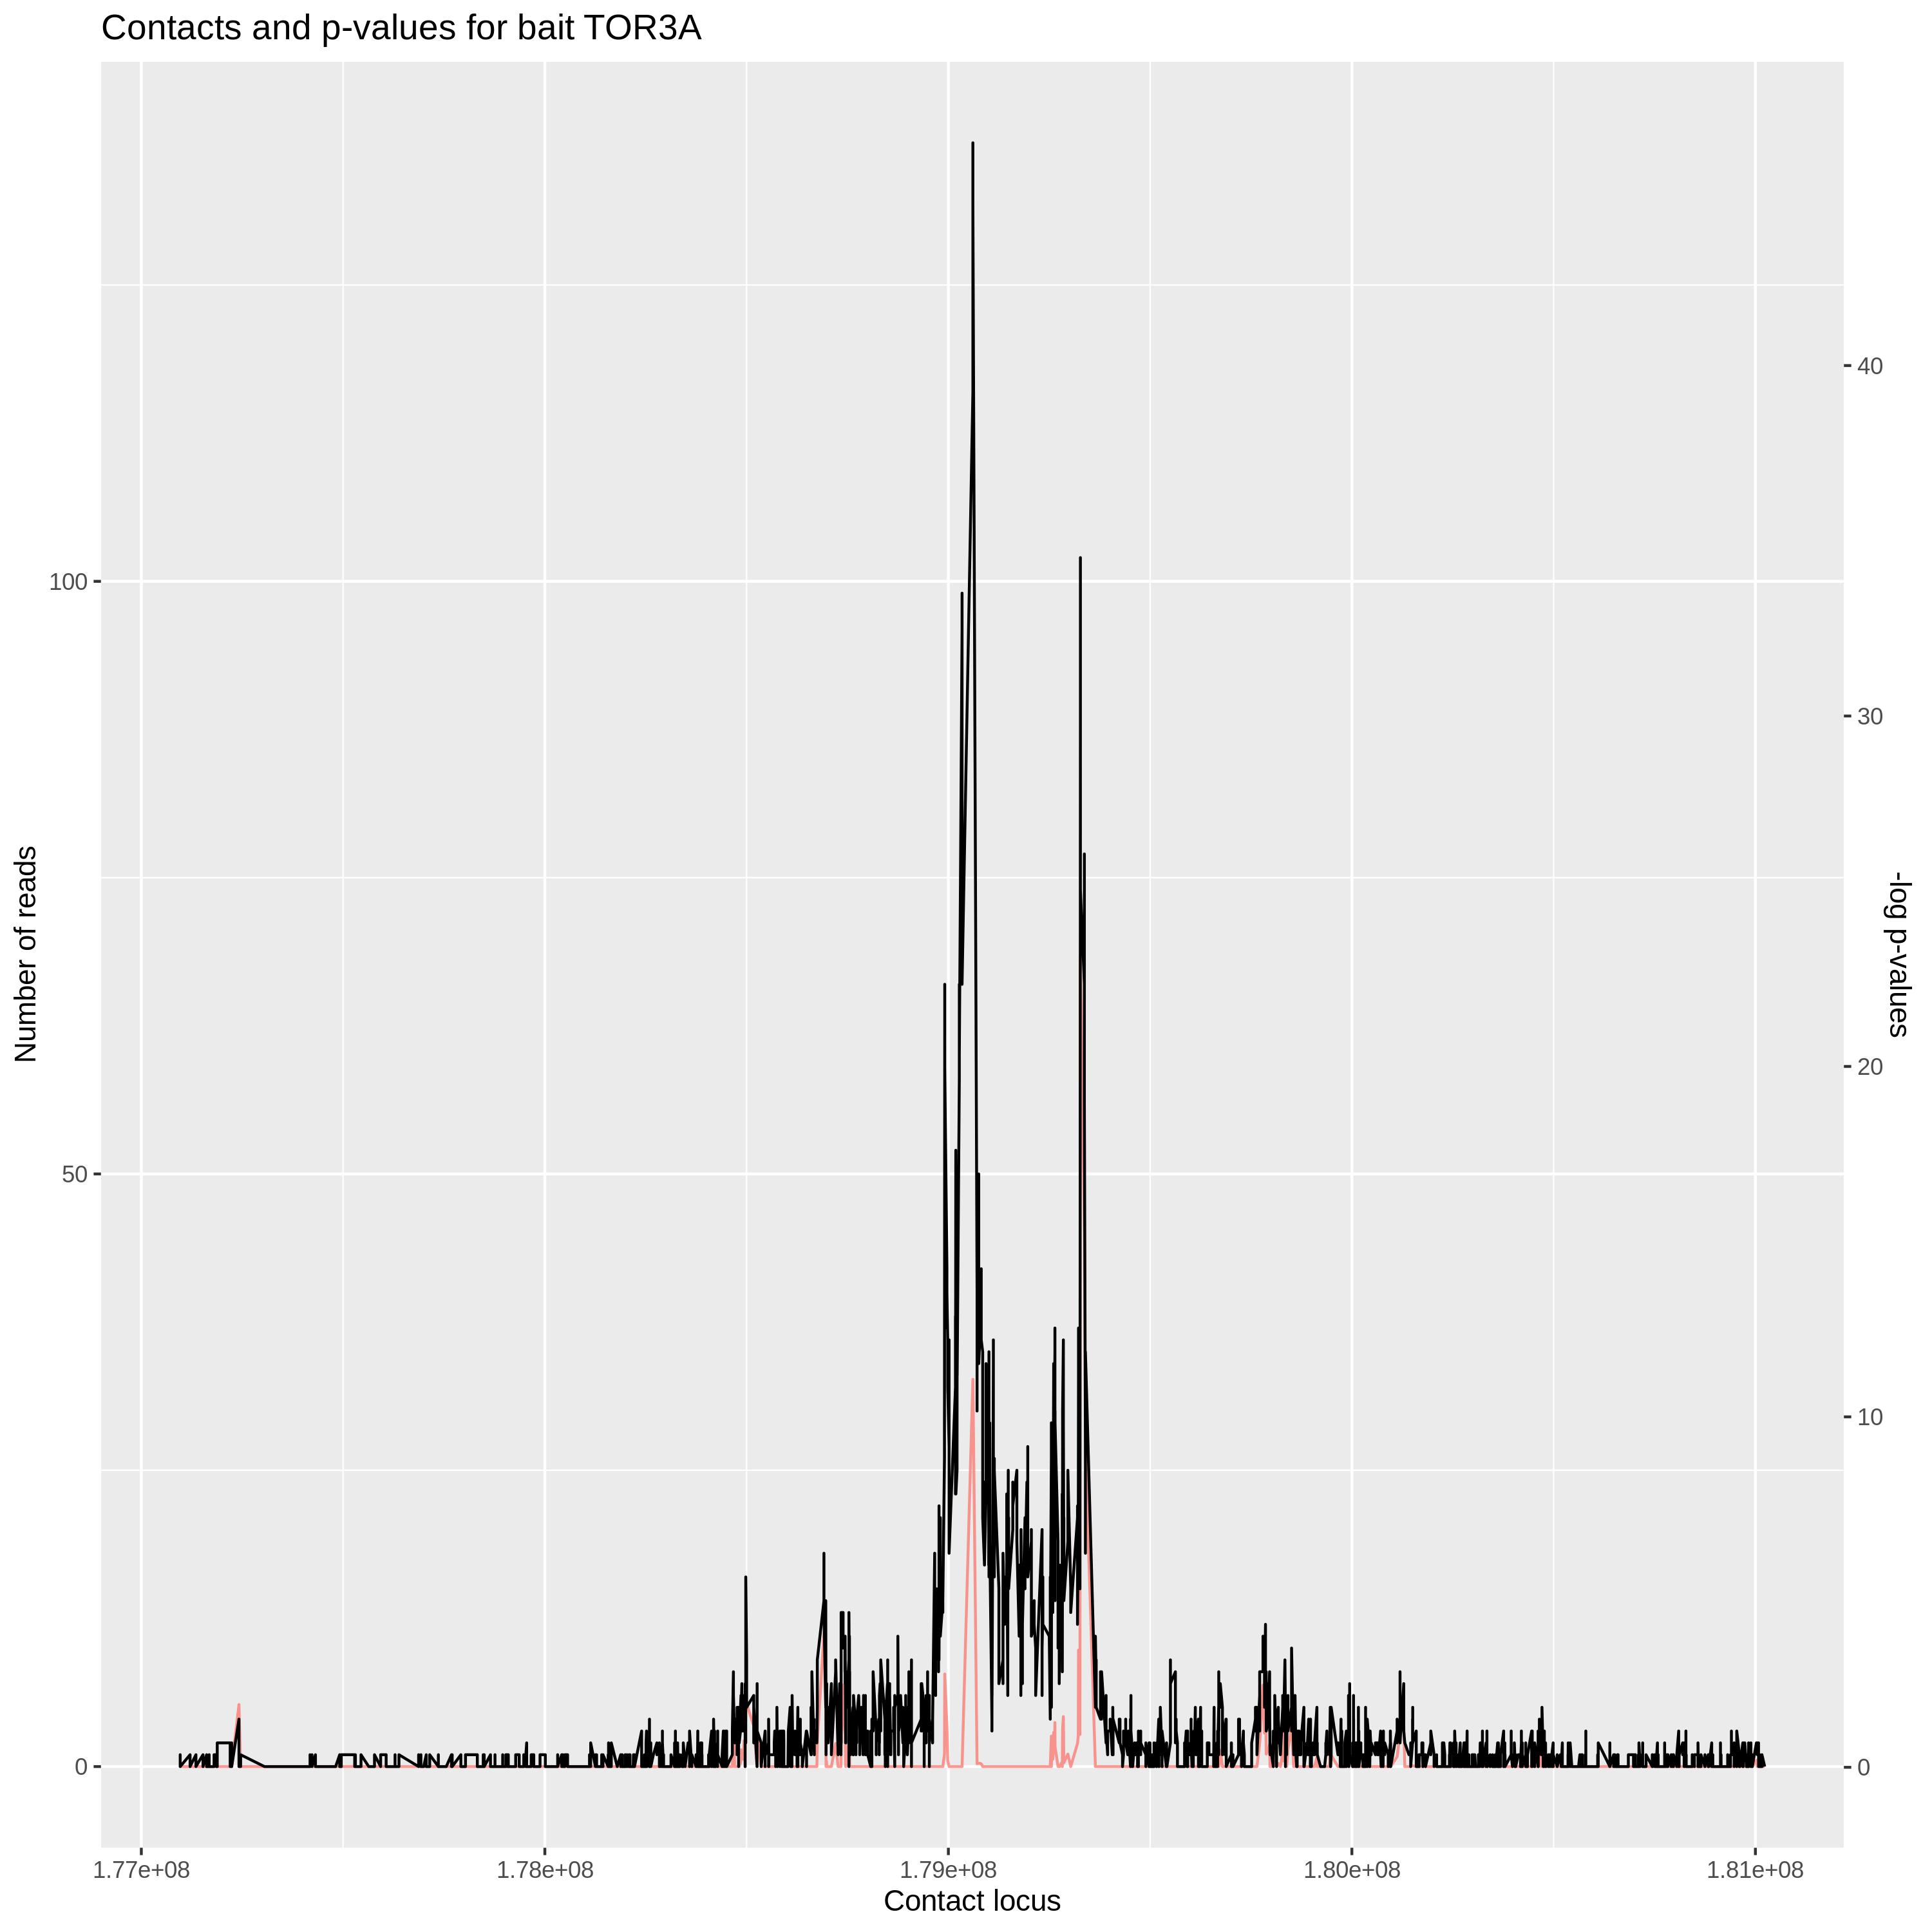 Contacts and p-values for bait TOR3A
100
50
0
Number of reads
40
30
20
10
0
-log p-values
1.77e+08
1.78e+08
1.79e+08
1.80e+08
1.81e+08
Contact locus